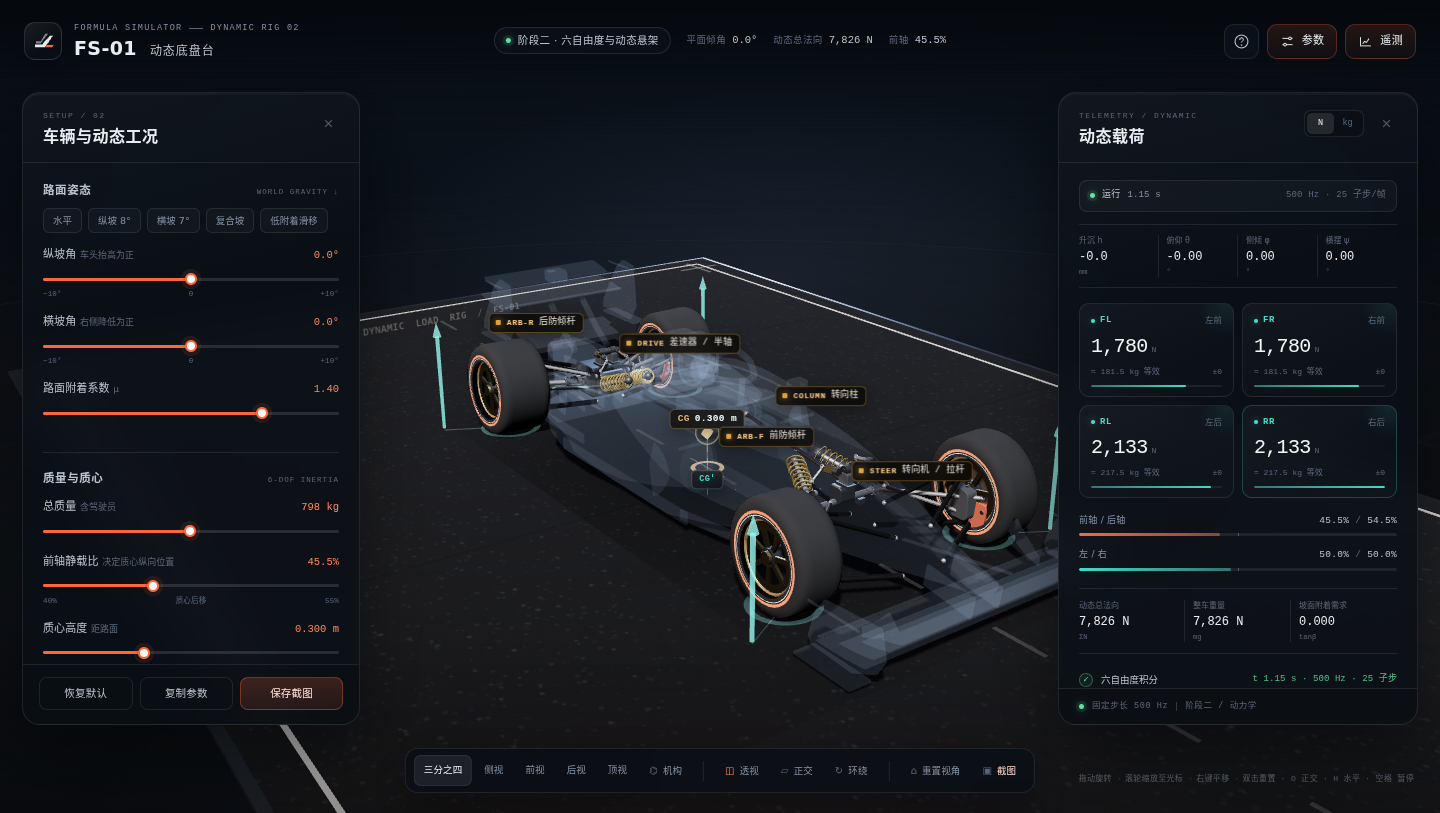 FORMULA SIMULATOR — DYNAMIC RIG 02
FS-01 动态底盘台
阶段二 · 六自由度与动态悬架
平面倾角 0.0° 动态总法向 7,826 N 前轴 45.5%
参数
遥测
SETUP / 02
车辆与动态工况
×
路面姿态 WORLD GRAVITY ↓
水平 纵坡 8° 横坡 7° 复合坡 低附着滑移
纵坡角 车头抬高为正 0.0°
−10° 0 +10°
横坡角 右侧降低为正 0.0°
−10° 0 +10°
路面附着系数 μ 1.40
质量与质心 6-DOF INERTIA
总质量 含驾驶员 798 kg
前轴静载比 决定质心纵向位置 45.5%
40% 质心后移 55%
质心高度 距路面 0.300 m
恢复默认 复制参数 保存截图
DYNAMIC LOAD RIG / FS-01
ARB-R 后防倾杆
DRIVE 差速器 / 半轴
COLUMN 转向柱
CG 0.300 m
ARB-F 前防倾杆
STEER 转向机 / 拉杆
CG'
TELEMETRY / DYNAMIC
动态载荷
N kg ×
运行 1.15 s 500 Hz · 25 子步/帧
升沉 h 俯仰 θ 侧倾 φ 横摆 ψ
-0.0 -0.00 0.00 0.00
mm ° ° °
FL 左前
1,780 N
≈ 181.5 kg 等效 ±0
FR 右前
1,780 N
≈ 181.5 kg 等效 ±0
RL 左后
2,133 N
≈ 217.5 kg 等效 ±0
RR 右后
2,133 N
≈ 217.5 kg 等效 ±0
前轴 / 后轴 45.5% / 54.5%
左 / 右 50.0% / 50.0%
动态总法向 整车重量 坡面附着需求
7,826 N 7,826 N 0.000
ΣN mg tanβ
六自由度积分 t 1.15 s · 500 Hz · 25 子步
固定步长 500 Hz | 阶段二 / 动力学
三分之四 侧视 前视 后视 顶视 机构 透视 正交 环绕 重置视角 截图
拖动旋转 · 滚轮缩放至光标 · 右键平移 · 双击重置 · O 正交 · H 水平 · 空格 暂停